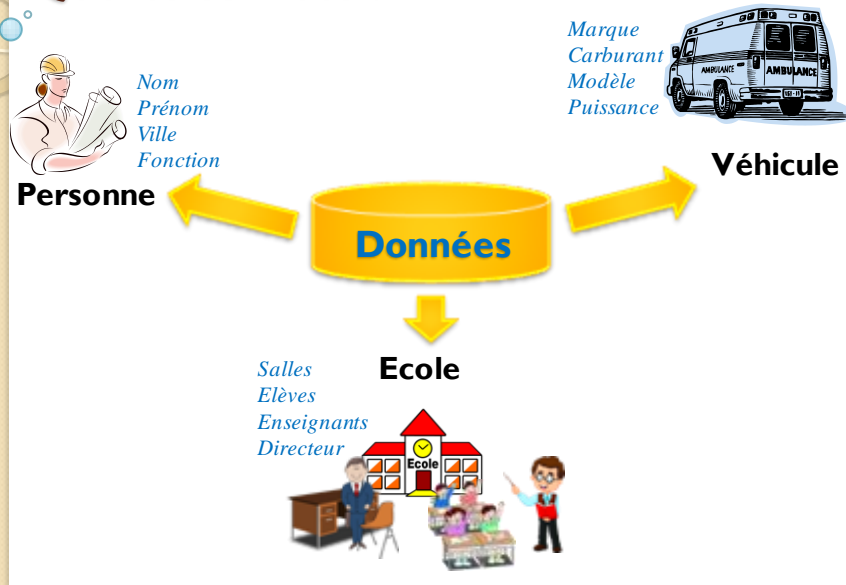 Nom
Prénom
Ville
Fonction
Personne
Marque
Carburant
Modèle
Puissance
AMBULANCE
AMBULANCE
Véhicule
Données
Ecole
Salles
Elèves
Enseignants
Directeur
Ecole